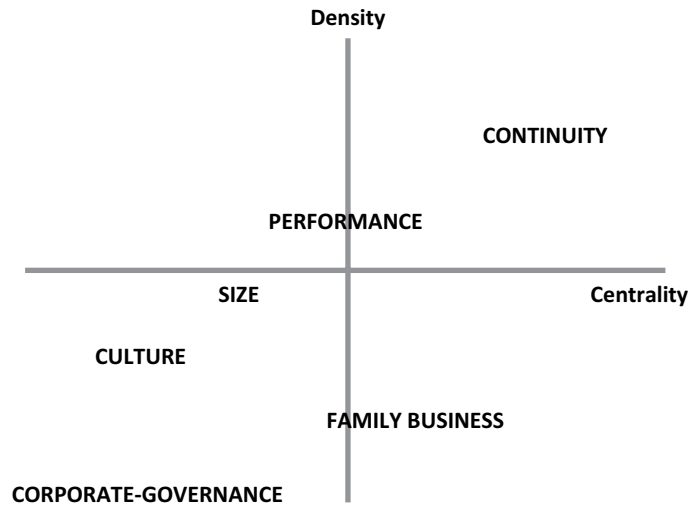 Density
CONTINUITY
PERFORMANCE
SIZE
Centrality
CULTURE
FAMILY BUSINESS
CORPORATE-GOVERNANCE